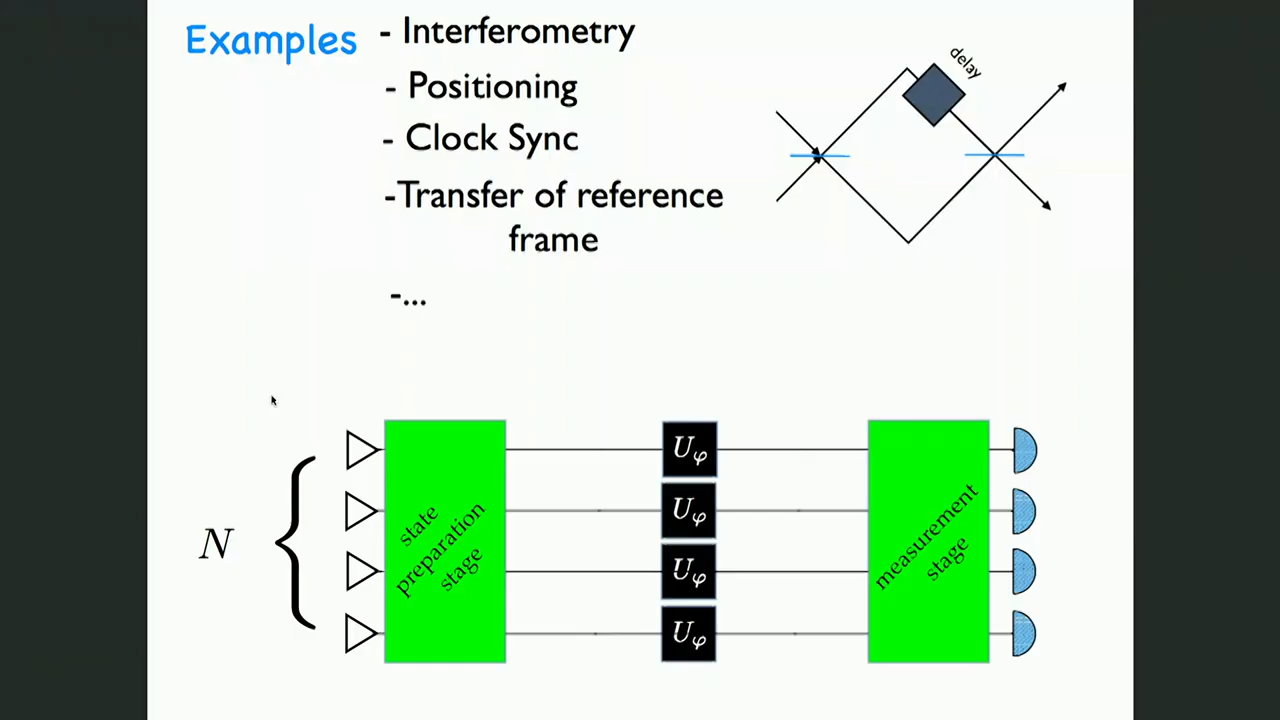 Examples
- Interferometry
- Positioning
- Clock Sync
-Transfer of reference
frame
-...
delay
N
state
preparation
stage
Uφ
Uφ
Uφ
Uφ
measurement
stage